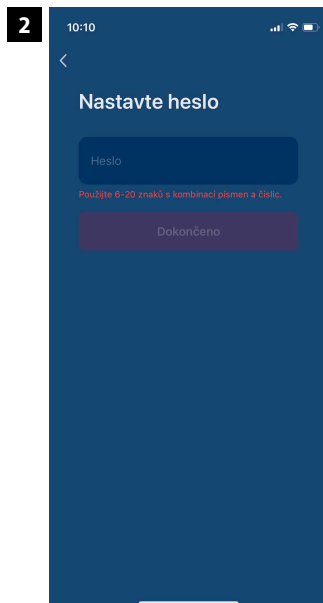 2
10:10
Nastavte heslo
Heslo
Použijte 6-20 znaků s kombinací písmen a číslic.
Dokončeno